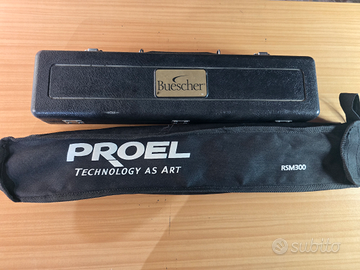 Buescher
PROEL
TECHNOLOGY AS ART
RSM300
subito